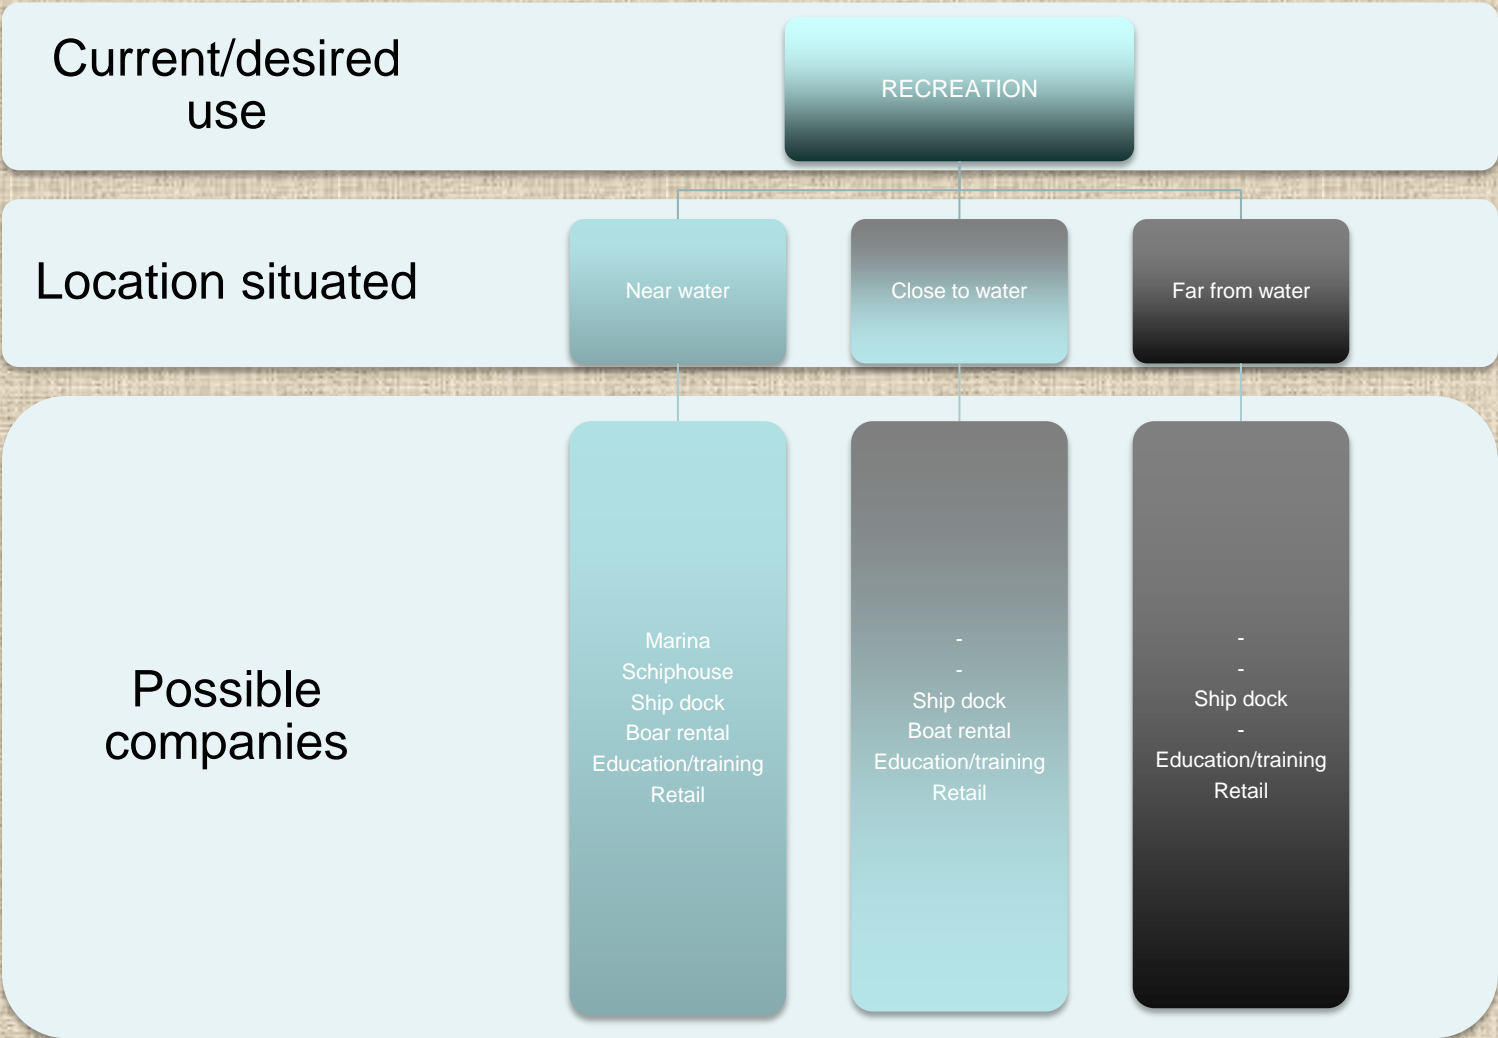 Current/desired
use
RECREATION
Location situated
Near water
Close to water
Far from water
Possible
companies
Marina
Schiphouse
Ship dock
Boar rental
Education/training
Retail
-
-
Ship dock
Boat rental
Education/training
Retail
-
-
Ship dock
-
Education/training
Retail